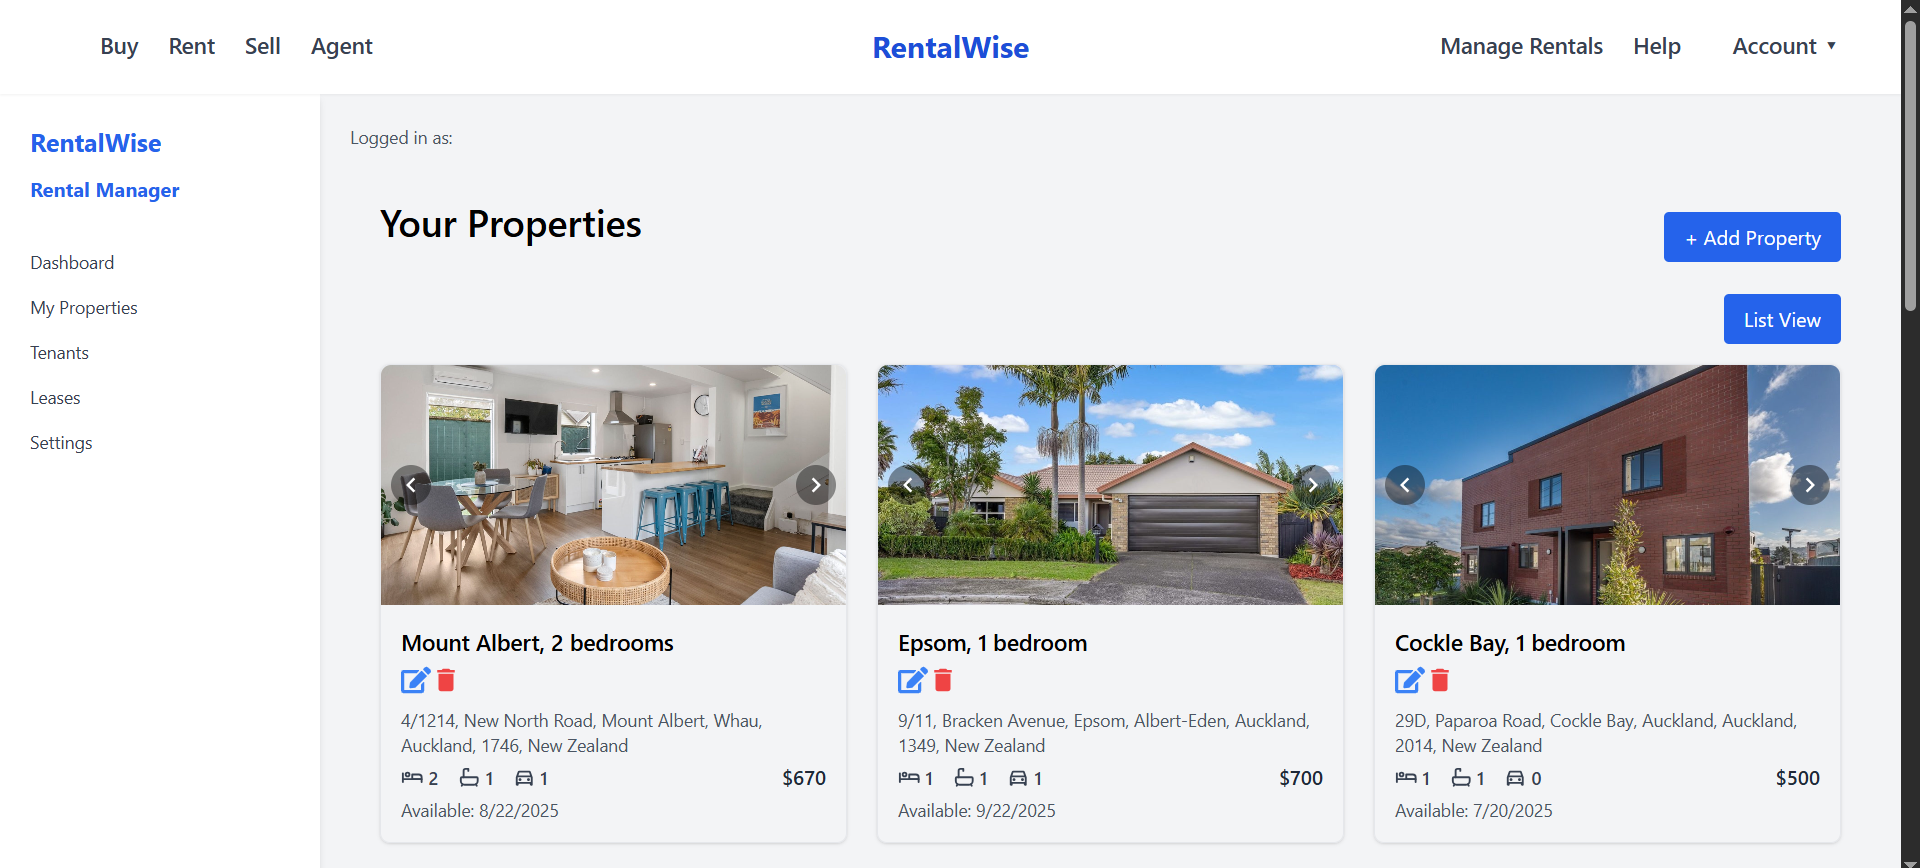 Buy Rent Sell Agent
RentalWise
Manage Rentals Help Account ▼
RentalWise
Rental Manager
Dashboard
My Properties
Tenants
Leases
Settings
Logged in as:
Your Properties
+ Add Property
List View
Mount Albert, 2 bedrooms
4/1214, New North Road, Mount Albert, Whau,
Auckland, 1746, New Zealand
2 1 1 $670
Available: 8/22/2025
Epsom, 1 bedroom
9/11, Bracken Avenue, Epsom, Albert-Eden, Auckland,
1349, New Zealand
1 1 1 $700
Available: 9/22/2025
Cockle Bay, 1 bedroom
29D, Paparoa Road, Cockle Bay, Auckland, Auckland,
2014, New Zealand
1 1 0 $500
Available: 7/20/2025